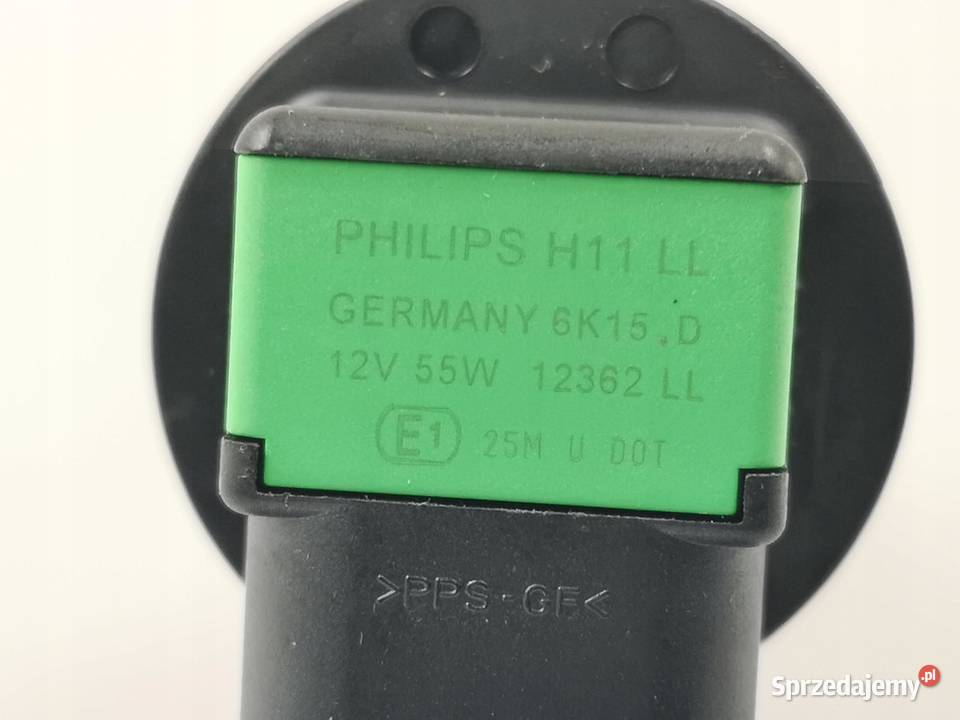 PHILIPS H11 LL
GERMANY 6K15.D
12V 55W 12362 LL
E1 25M U DOT
>PPS-GF<
Sprzedajemy.pl